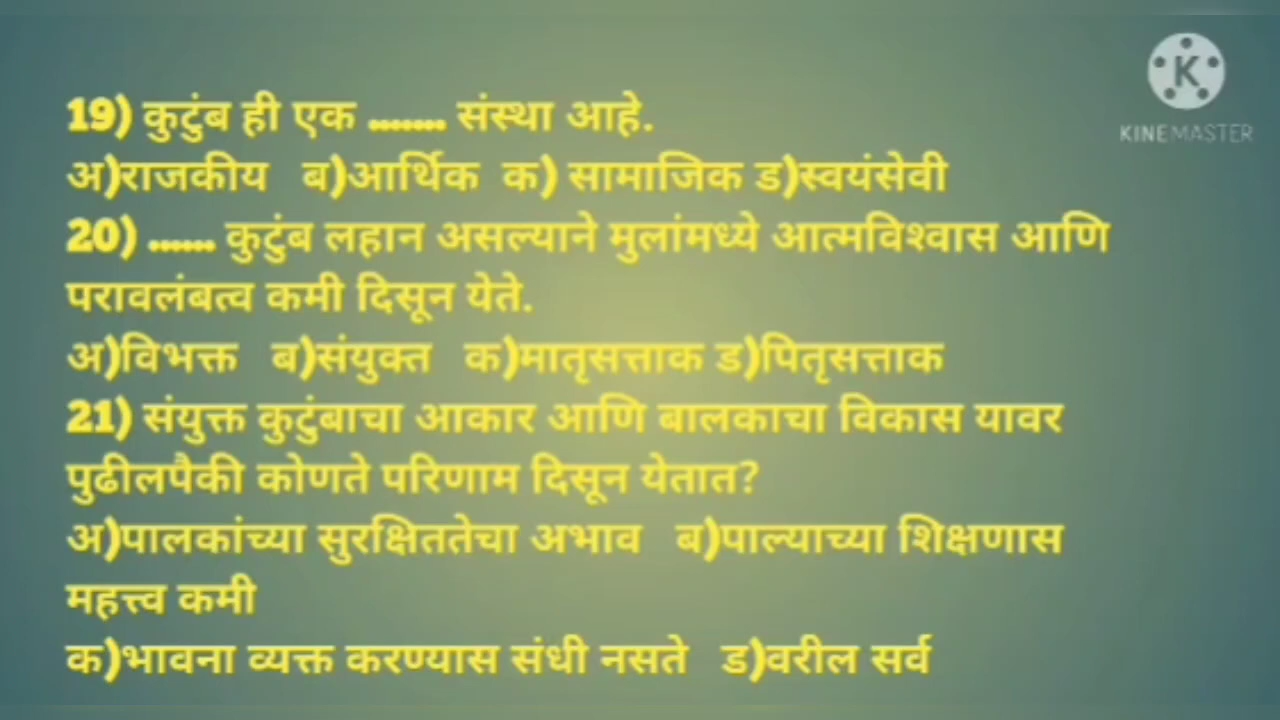 19) कुटुंब ही एक ....... संस्था आहे.
अ)राजकीय ब)आर्थिक क) सामाजिक ड)स्वयंसेवी
20) ...... कुटुंब लहान असल्याने मुलांमध्ये आत्मविश्वास आणि
परावलंबत्व कमी दिसून येते.
अ)विभक्त ब)संयुक्त क)मातृसत्ताक ड)पितृसत्ताक
21) संयुक्त कुटुंबाचा आकार आणि बालकाचा विकास यावर
पुढीलपैकी कोणते परिणाम दिसून येतात?
अ)पालकांच्या सुरक्षिततेचा अभाव ब)पाल्याच्या शिक्षणास
महत्त्व कमी
क)भावना व्यक्त करण्यास संधी नसते ड)वरील सर्व
K
KINEMASTER